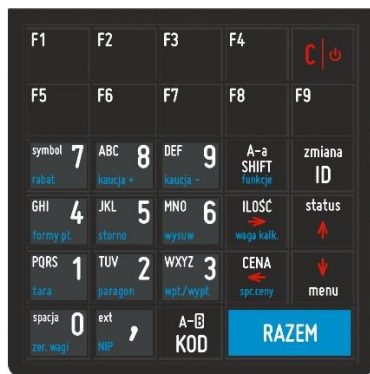 F1 F2 F3 F4 C
F5 F6 F7 F8 F9
symbol 7 ABC 8 DEF 9 A-a SHIFT zmiana ID
rabat kaucja + kaucja - funkcje
GHI 4 JKL 5 MNO 6 ILOŚĆ status
formy pł. storno wysuw waga kalk.
PQRS 1 TUV 2 WXYZ 3 CENA menu
tara paragon wpł./wypł. spr.ceny
spacja 0 ext , A-B KOD RAZEM
zer. wagi NIP